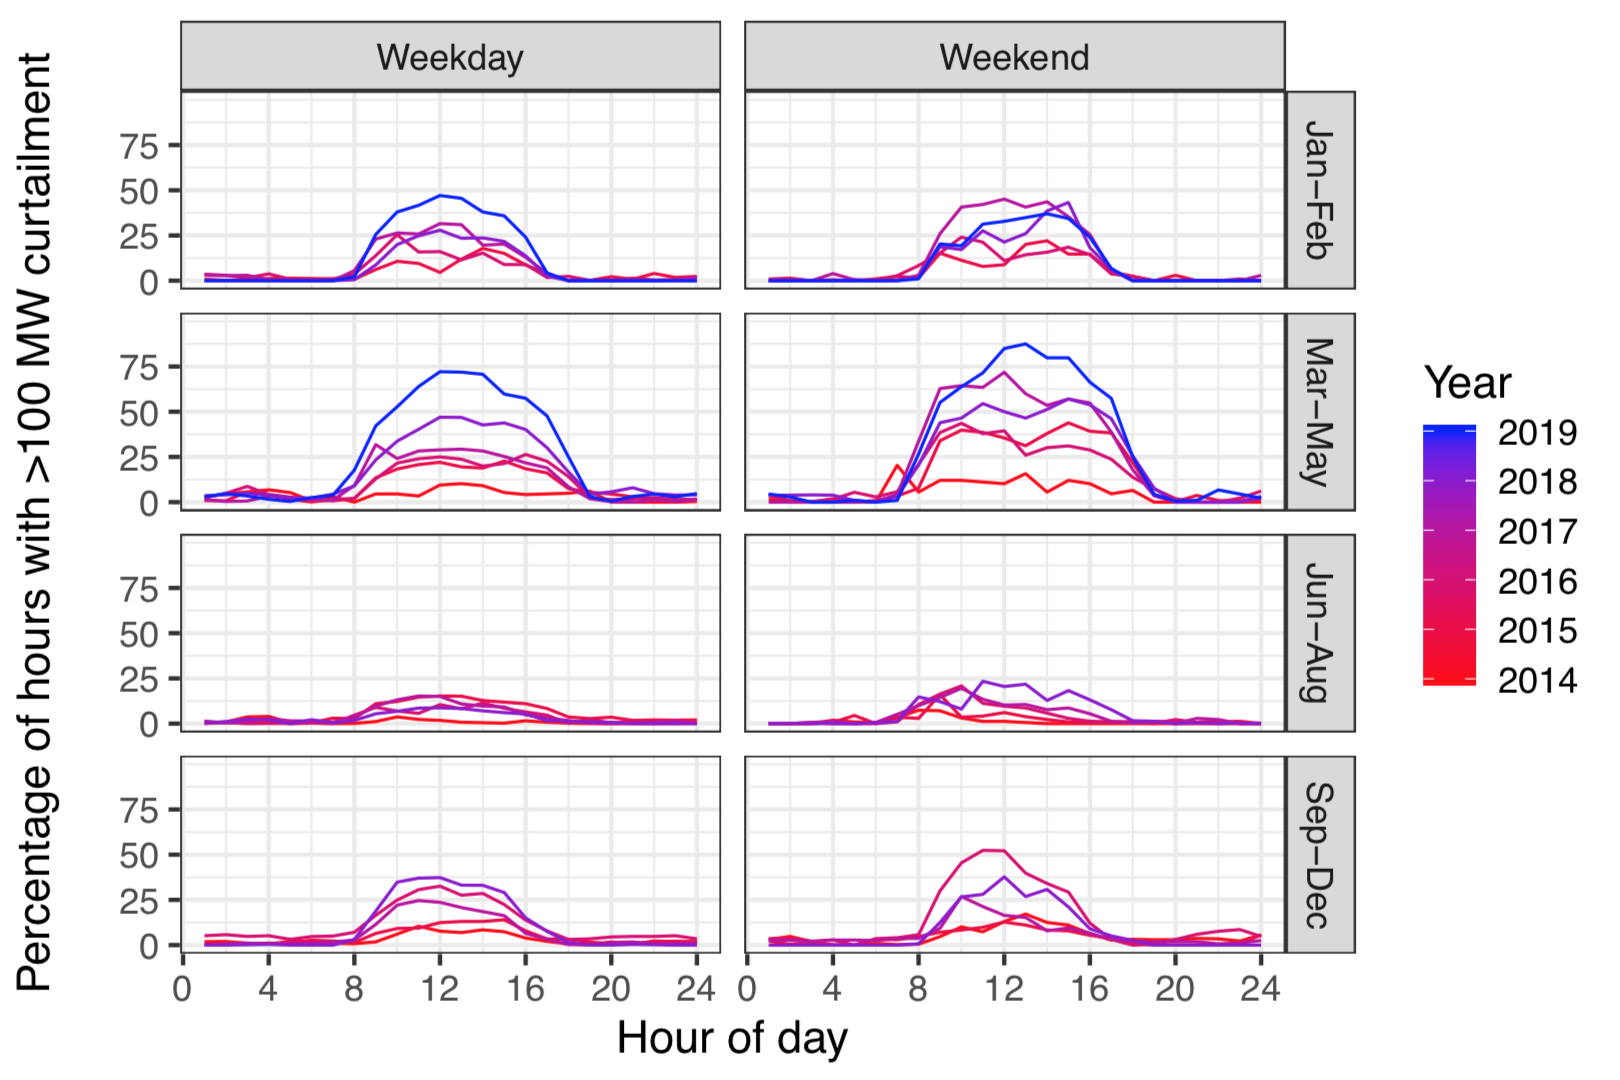 Weekday
Weekend
Percentage of hours with >100 MW curtailment
75
50
25
0
Jan−Feb
75
50
25
0
Mar−May
75
50
25
0
Jun−Aug
75
50
25
0
Sep−Dec
0 4 8 12 16 20 24
0 4 8 12 16 20 24
Hour of day
Year
2019
2018
2017
2016
2015
2014